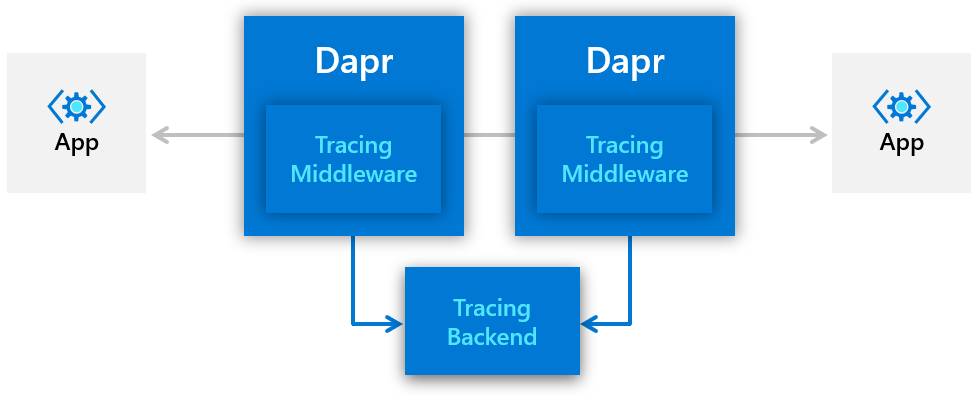 Dapr
Dapr
App
Tracing
Middleware
Tracing
Middleware
App
Tracing
Backend